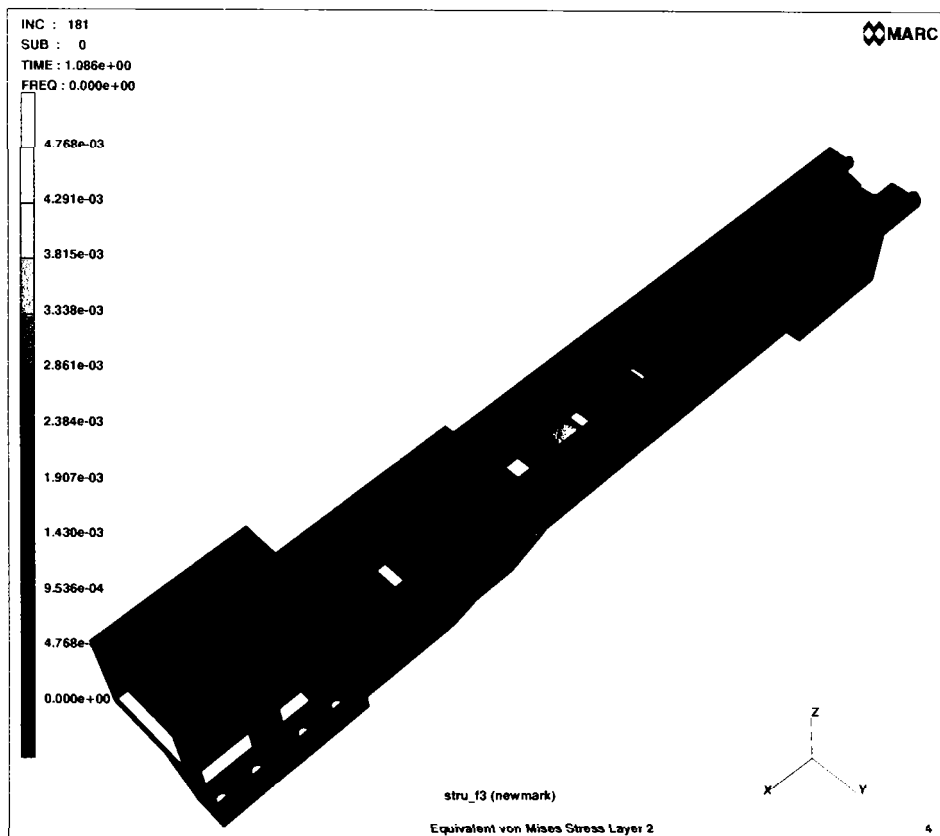 INC : 181
SUB : 0
TIME : 1.086e+00
FREQ : 0.000e+00
MARC
4.768e-03
4.291e-03
3.815e-03
3.338e-03
2.861e-03
2.384e-03
1.907e-03
1.430e-03
9.536e-04
4.768e-
0.000e+00
Z
X
Y
stru_f3 (newmark)
Equivalent von Mises Stress Layer 2
4